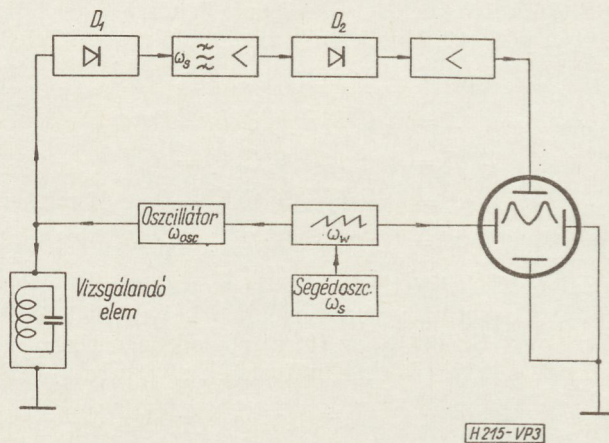 D₁
D₂
ωs
Oszcillátor
ωosc
ωw
Segédoszc.
ωs
Vizsgálandó
elem
H215-VP3